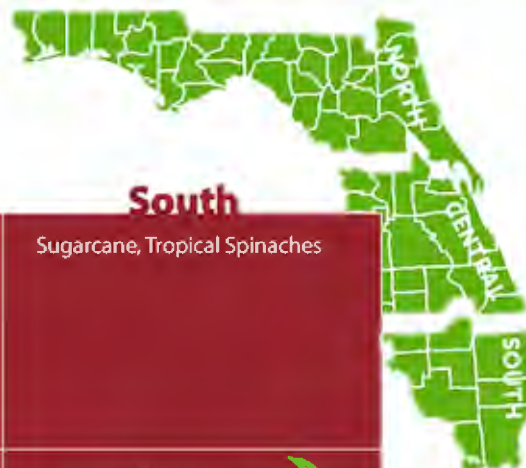 NORTH
South
CENTRAL
Sugarcane, Tropical Spinaches
SOUTH